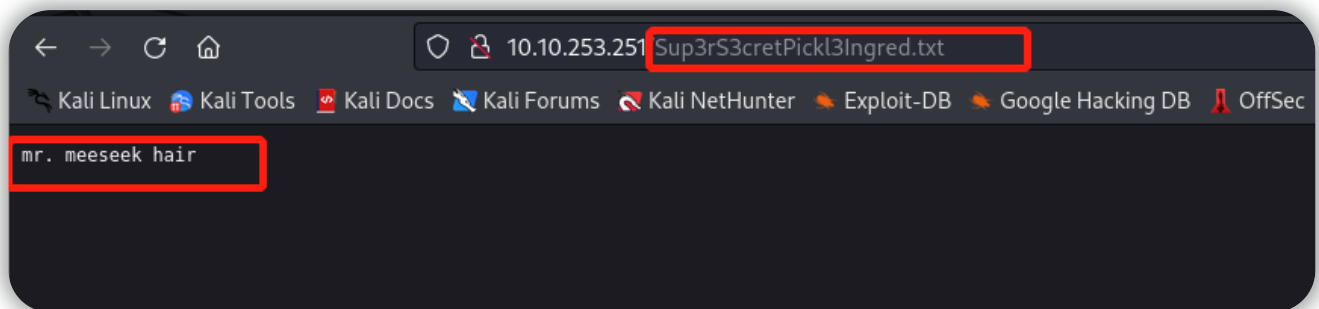 10.10.253.251/Sup3rS3cretPickl3Ingred.txt
Kali Linux Kali Tools Kali Docs Kali Forums Kali NetHunter Exploit-DB Google Hacking DB OffSec
mr. meeseek hair